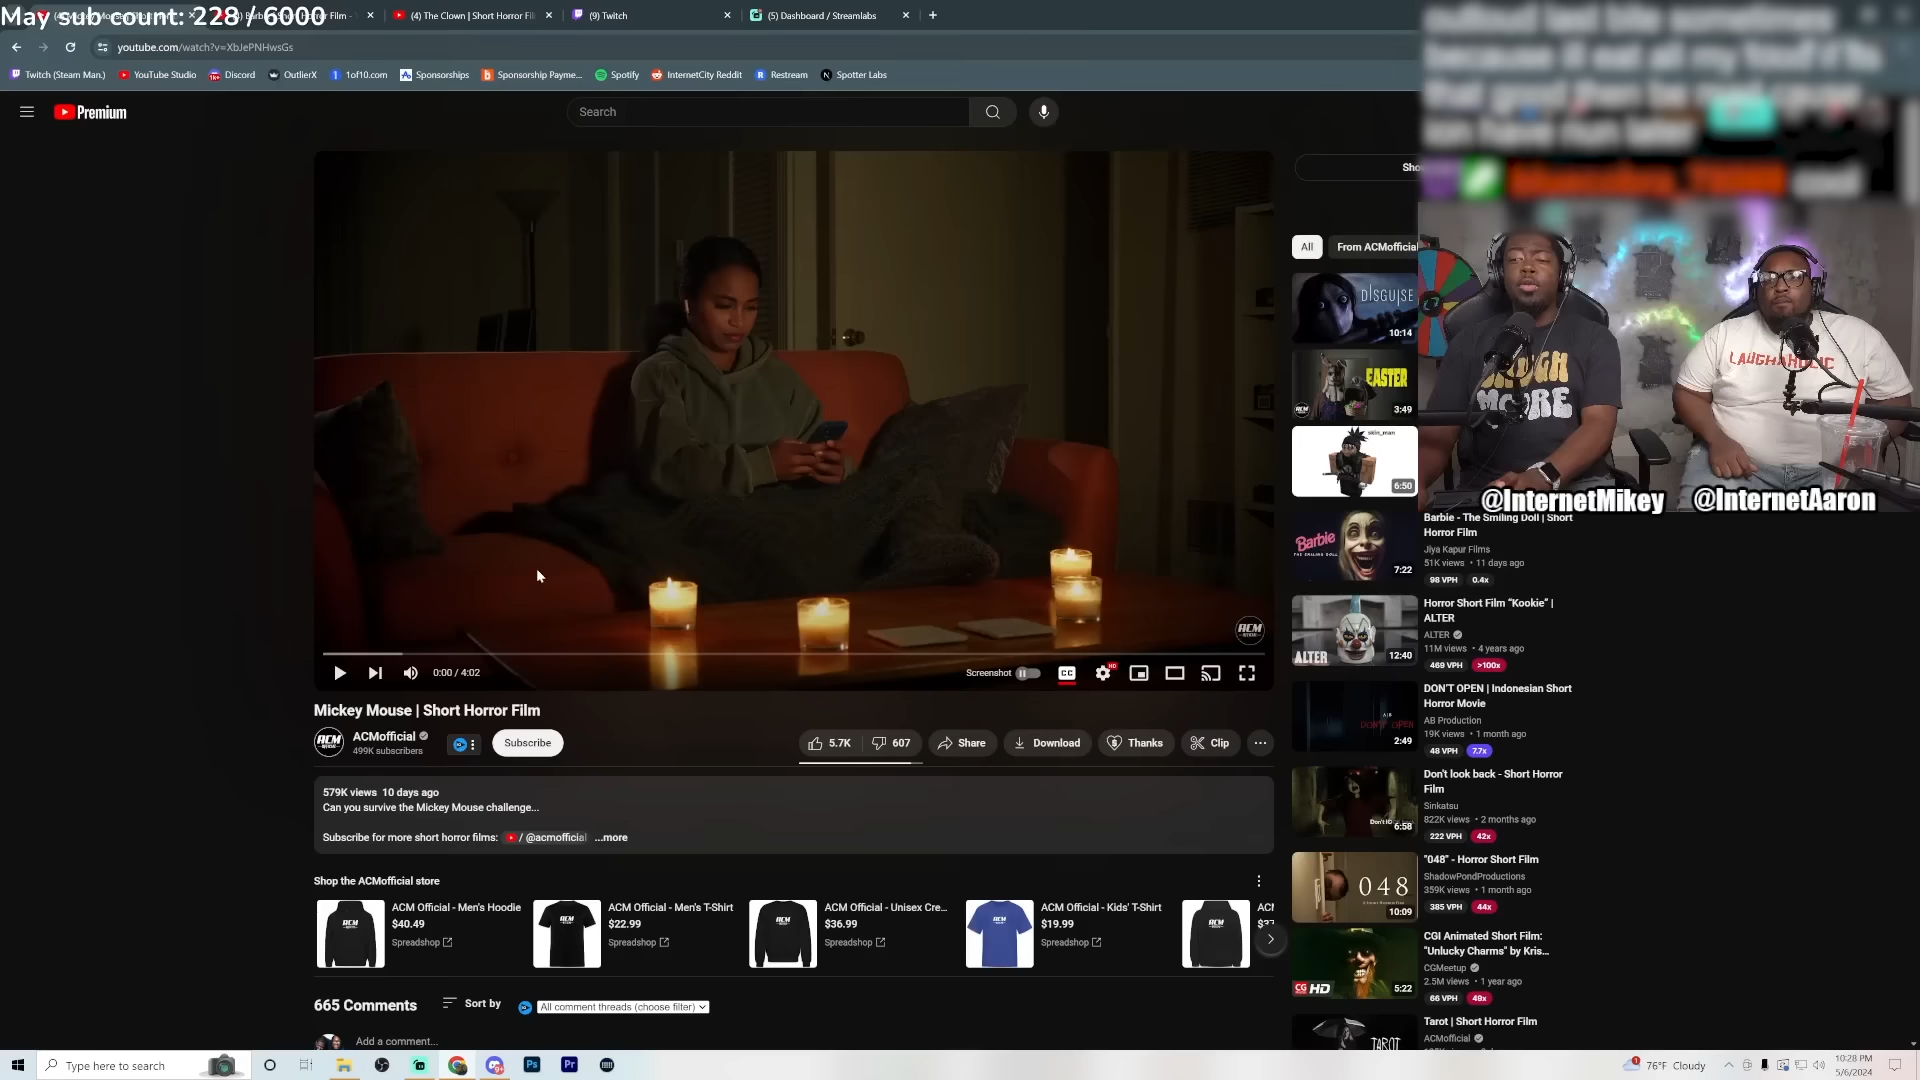 May sub count: 228 / 6000
(4) The Clown | Short Horror Fil
(9) Twitch
(5) Dashboard / Streamlabs
youtube.com/watch?v=XbJePNHwsGs
Twitch (Steam Man.)
YouTube Studio
Discord
OutlierX
1of10.com
Sponsorships
Sponsorship Payme...
Spotify
InternetCity Reddit
Restream
Spotter Labs
Premium
Search
Sho
All
From ACMofficial
DISGUISE
10:14
EASTER
3:49
skin_man
6:50
LAUGHAHOLIC
@InternetMikey
@InternetAaron
ACM
0:00 / 4:02
Screenshot
CC
HD
Mickey Mouse | Short Horror Film
ACMofficial
499K subscribers
Subscribe
5.7K
607
Share
Download
Thanks
Clip
579K views 10 days ago
Can you survive the Mickey Mouse challenge...
Subscribe for more short horror films: / @acmofficial ...more
Shop the ACMofficial store
ACM Official - Men's Hoodie
$40.49
Spreadshop
ACM Official - Men's T-Shirt
$22.99
Spreadshop
ACM Official - Unisex Cre...
$36.99
Spreadshop
ACM Official - Kids' T-Shirt
$19.99
Spreadshop
665 Comments
Sort by
All comment threads (choose filter)
Add a comment...
Barbie
7:22
Barbie - The Smiling Doll | Short
Horror Film
Jiya Kapur Films
51K views • 11 days ago
98 VPH
0.4x
ALTER
12:40
Horror Short Film “Kookie” |
ALTER
ALTER
11M views • 4 years ago
469 VPH
>100x
2:49
DON'T OPEN | Indonesian Short
Horror Movie
AB Production
19K views • 1 month ago
48 VPH
7.7x
6:58
Don't look back - Short Horror
Film
Sinkatsu
822K views • 2 months ago
222 VPH
42x
048
10:09
"048" - Horror Short Film
ShadowPondProductions
359K views • 1 month ago
385 VPH
44x
CG HD
5:22
CGI Animated Short Film:
"Unlucky Charms" by Kris...
CGMeetup
2.5M views • 1 year ago
66 VPH
49x
TAROT
Tarot | Short Horror Film
ACMofficial
Type here to search
76°F Cloudy
10:28 PM
5/6/2024